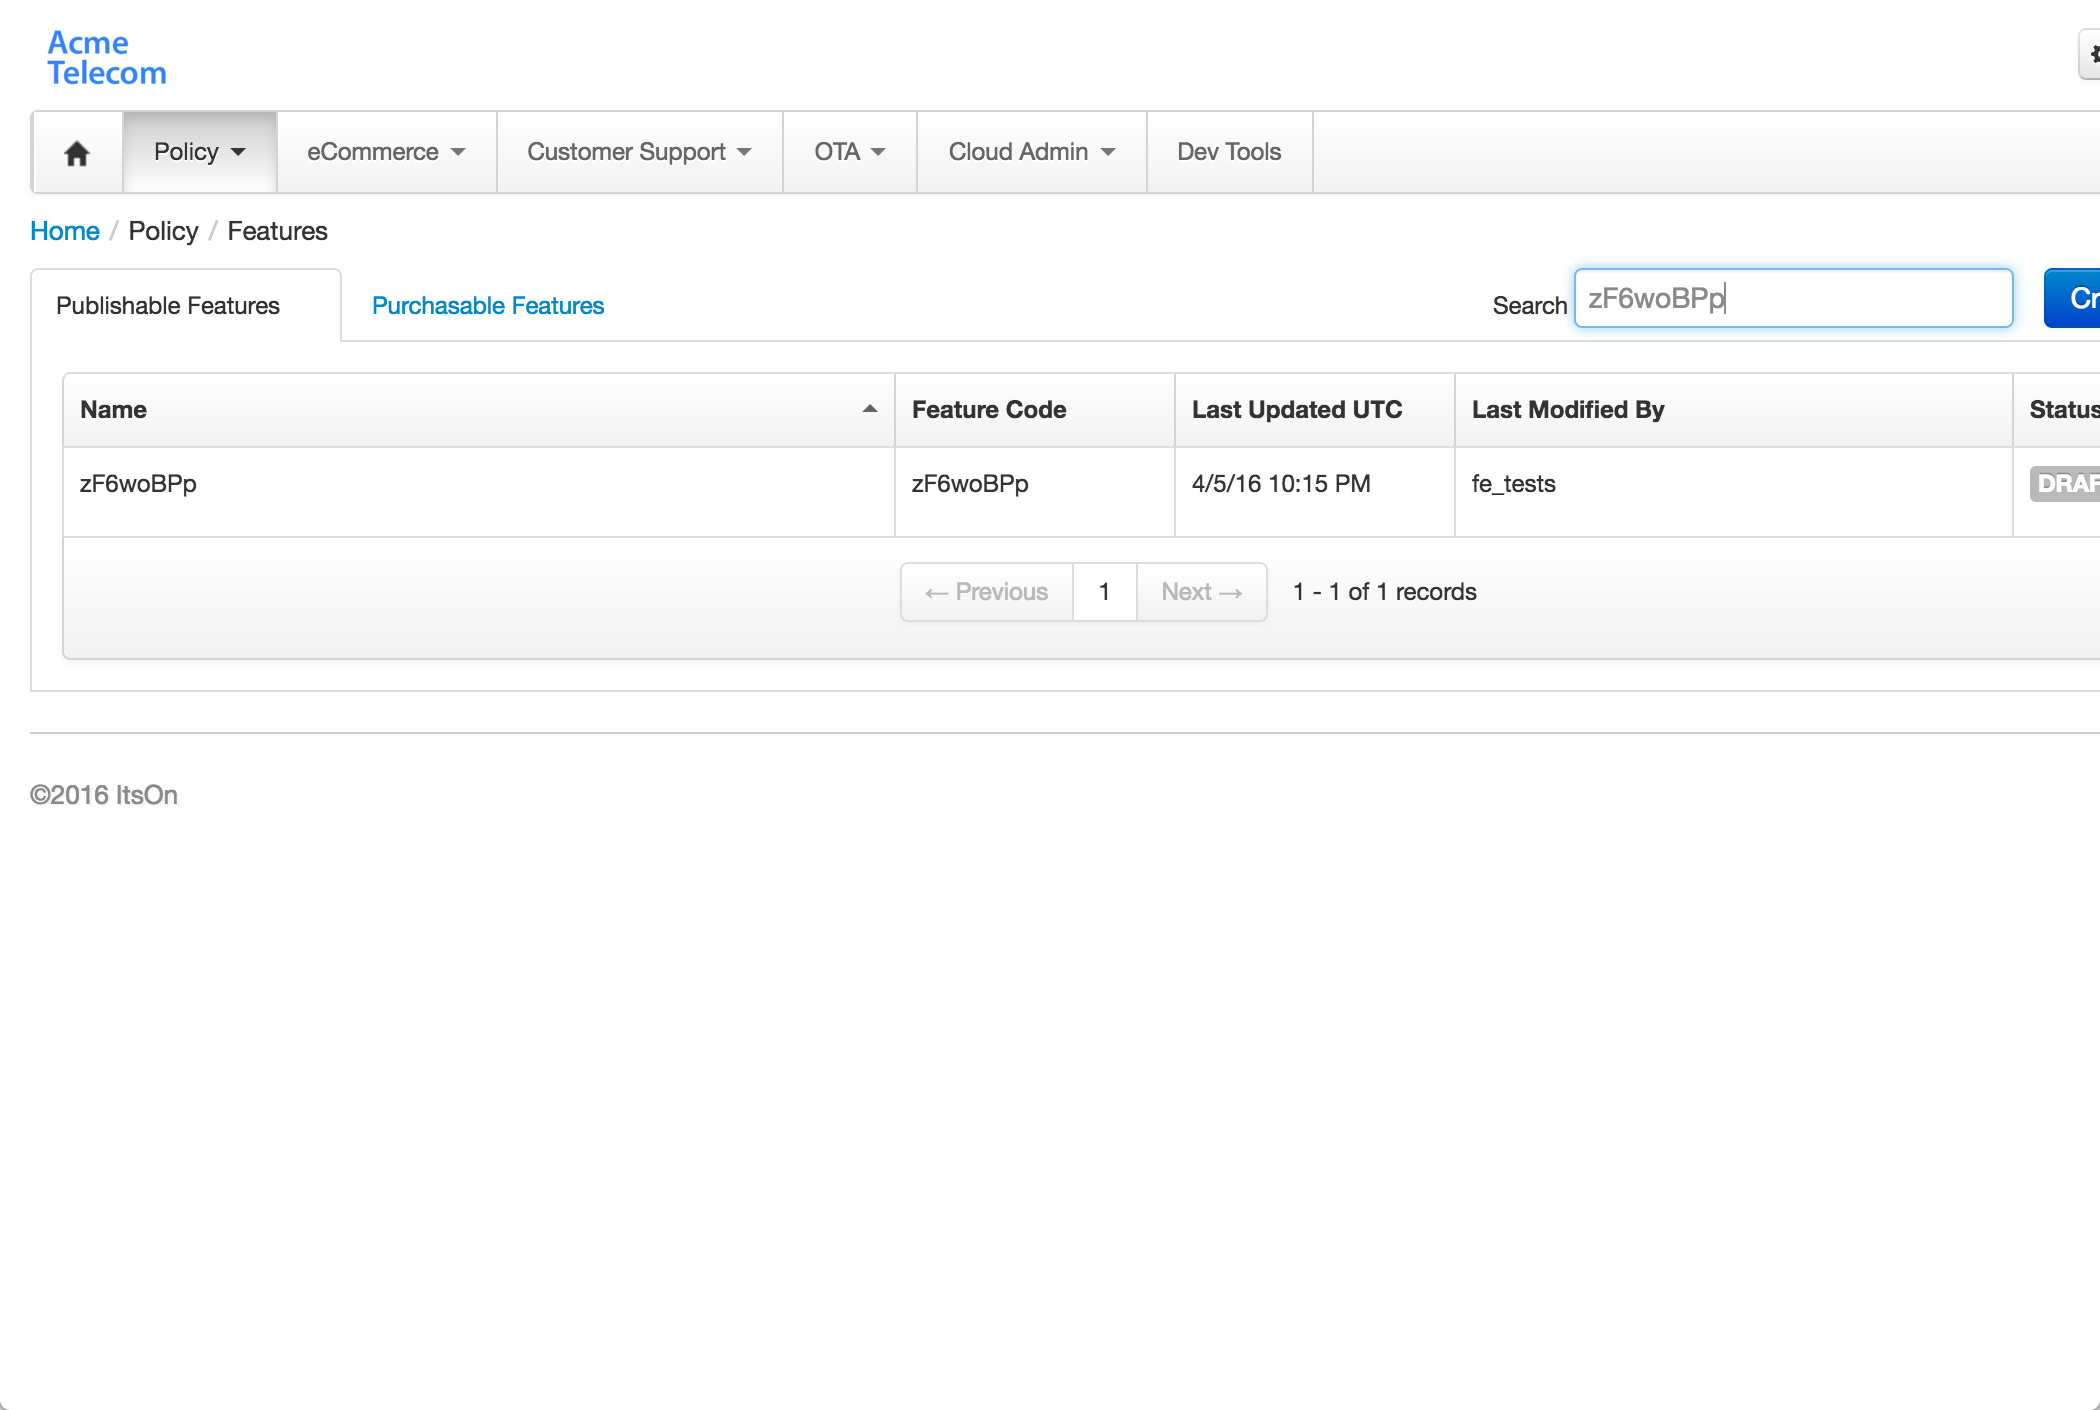 Acme
Telecom
Policy eCommerce Customer Support OTA Cloud Admin Dev Tools
Home / Policy / Features
Publishable Features Purchasable Features Search zF6woBPp Cr
Name Feature Code Last Updated UTC Last Modified By Status
zF6woBPp zF6woBPp 4/5/16 10:15 PM fe_tests DRAF
← Previous 1 Next → 1 - 1 of 1 records
©2016 ItsOn